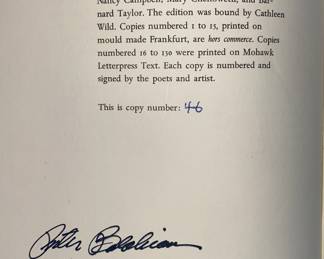 Nancy Campbell, Mary Chenoweth, and Bar-
nard Taylor. The edition was bound by Cathleen
Wild. Copies numbered 1 to 15, printed on
mould made Frankfurt, are hors commerce. Copies
numbered 16 to 130 were printed on Mohawk
Letterpress Text. Each copy is numbered and
signed by the poets and artist.
This is copy number: 46
Peter Balakian